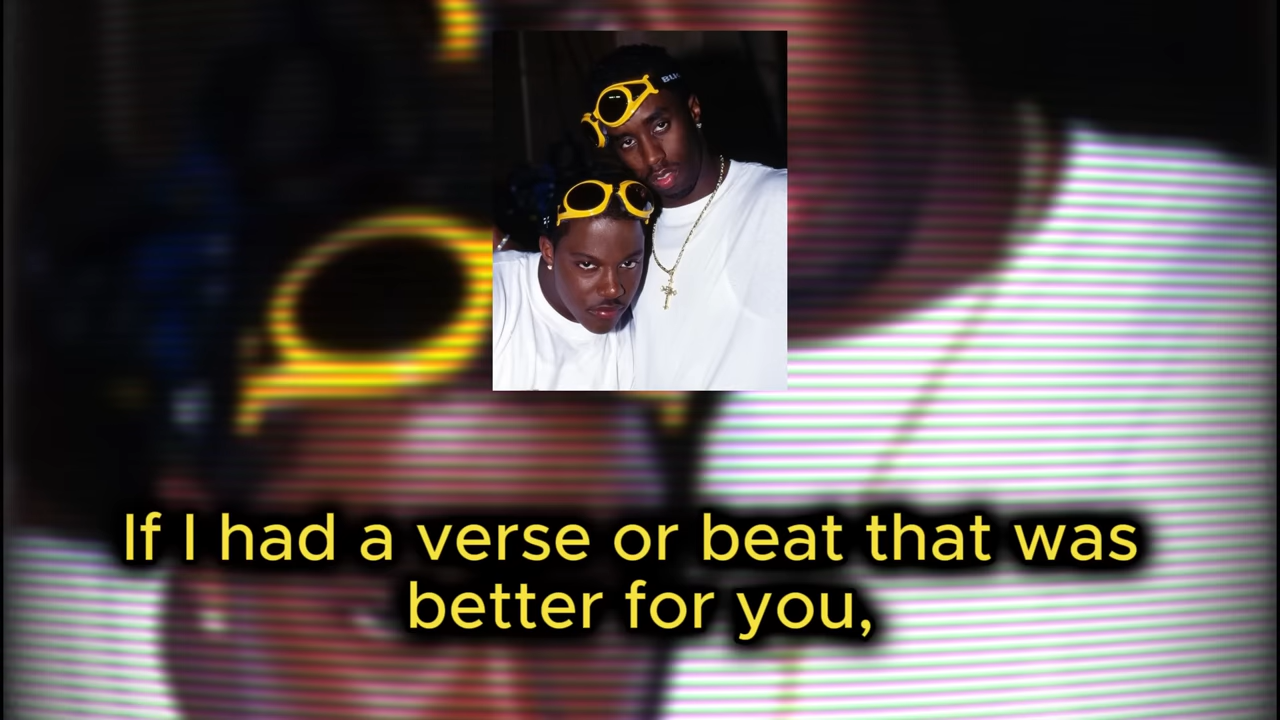 If I had a verse or beat that was
better for you,